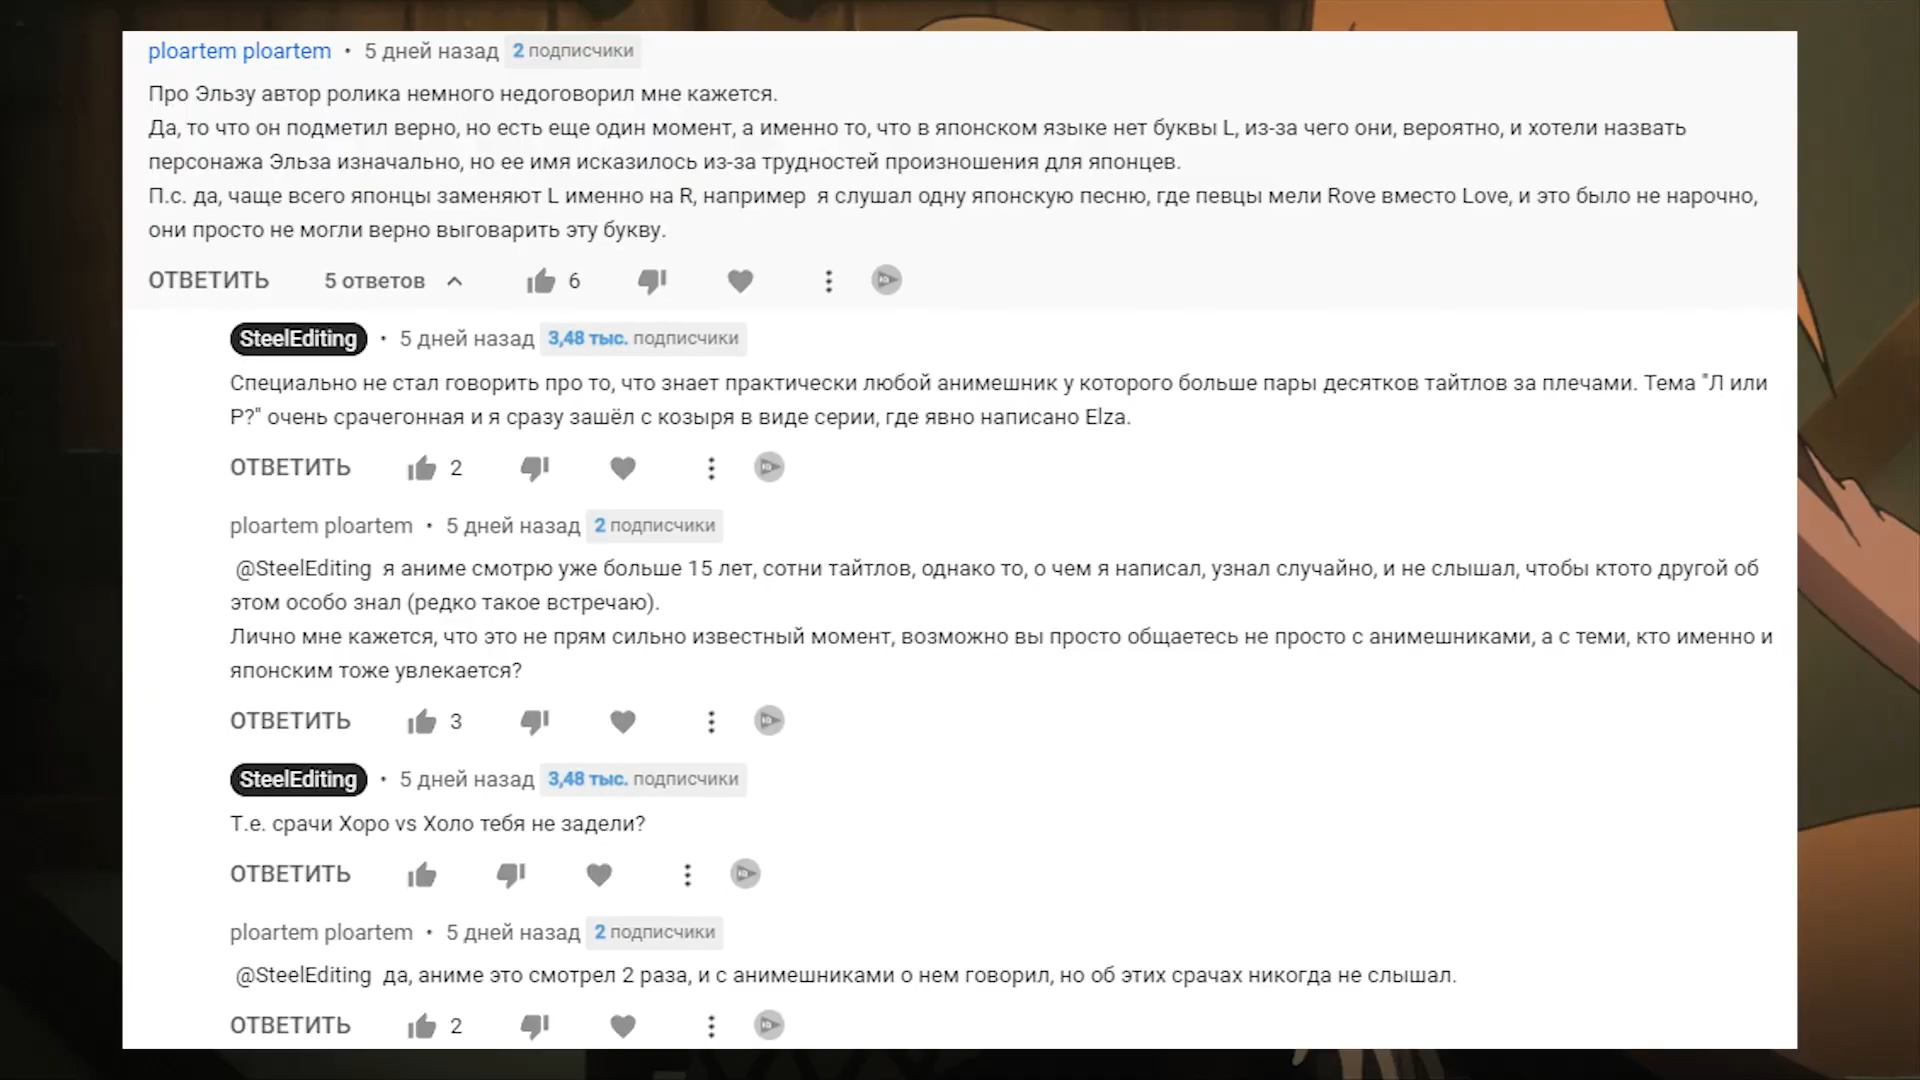 ploartem ploartem • 5 дней назад 2 подписчики
Про Эльзу автор ролика немного недоговорил мне кажется.
Да, то что он подметил верно, но есть еще один момент, а именно то, что в японском языке нет буквы L, из-за чего они, вероятно, и хотели назвать
персонажа Эльза изначально, но ее имя исказилось из-за трудностей произношения для японцев.
П.с. да, чаще всего японцы заменяют L именно на R, например  я слушал одну японскую песню, где певцы мели Rove вместо Love, и это было не нарочно,
они просто не могли верно выговарить эту букву.
ОТВЕТИТЬ 5 ответов 6
SteelEditing • 5 дней назад 3,48 тыс. подписчики
Специально не стал говорить про то, что знает практически любой анимешник у которого больше пары десятков тайтлов за плечами. Тема "Л или
Р?" очень срачегонная и я сразу зашёл с козыря в виде серии, где явно написано Elza.
ОТВЕТИТЬ 2
ploartem ploartem • 5 дней назад 2 подписчики
@SteelEditing  я аниме смотрю уже больше 15 лет, сотни тайтлов, однако то, о чем я написал, узнал случайно, и не слышал, чтобы ктото другой об
этом особо знал (редко такое встречаю).
Лично мне кажется, что это не прям сильно известный момент, возможно вы просто общаетесь не просто с анимешниками, а с теми, кто именно и
японским тоже увлекается?
ОТВЕТИТЬ 3
SteelEditing • 5 дней назад 3,48 тыс. подписчики
Т.е. срачи Хоро vs Холо тебя не задели?
ОТВЕТИТЬ
ploartem ploartem • 5 дней назад 2 подписчики
@SteelEditing  да, аниме это смотрел 2 раза, и с анимешниками о нем говорил, но об этих срачах никогда не слышал.
ОТВЕТИТЬ 2